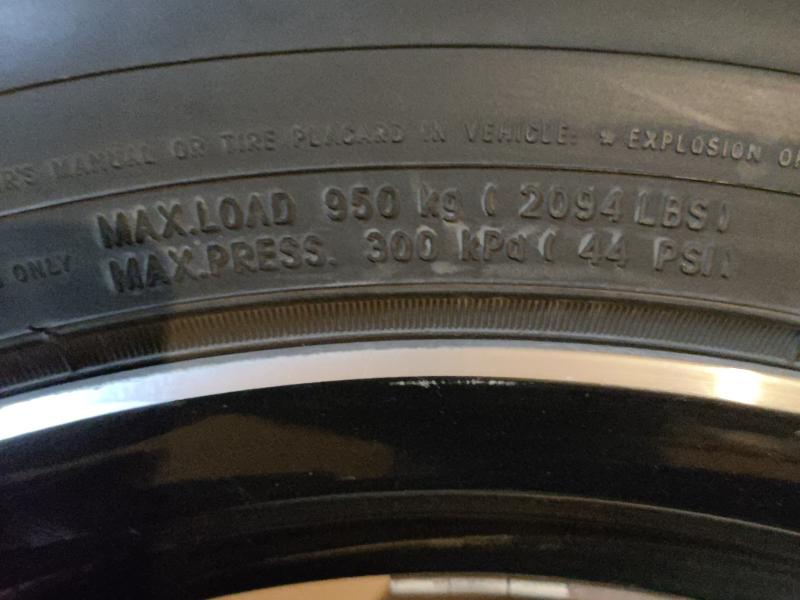 MANUAL OR TIRE PLACARD IN VEHICLE. * EXPLOSION
MAX.LOAD 950 kg ( 2094 LBS)
ONLY MAX.PRESS. 300 kPa ( 44 PSI)